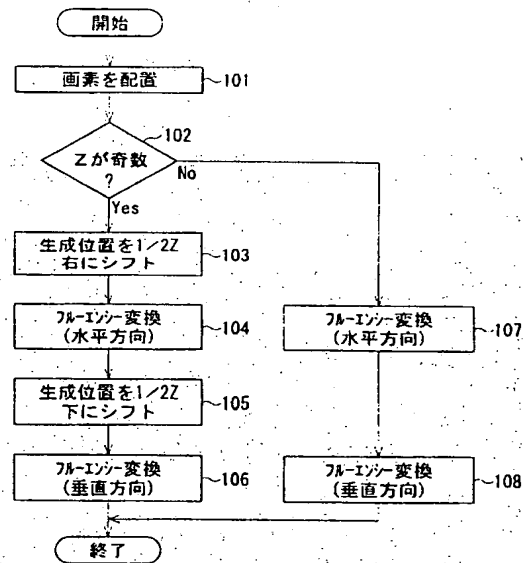 開始
画素を配置
101
102
Zが奇数
?
No
Yes
生成位置を1/2Z
右にシフト
103
フルーエンシー変換
(水平方向)
104
フルーエンシー変換
(水平方向)
107
生成位置を1/2Z
下にシフト
105
フルーエンシー変換
(垂直方向)
106
フルーエンシー変換
(垂直方向)
108
終了